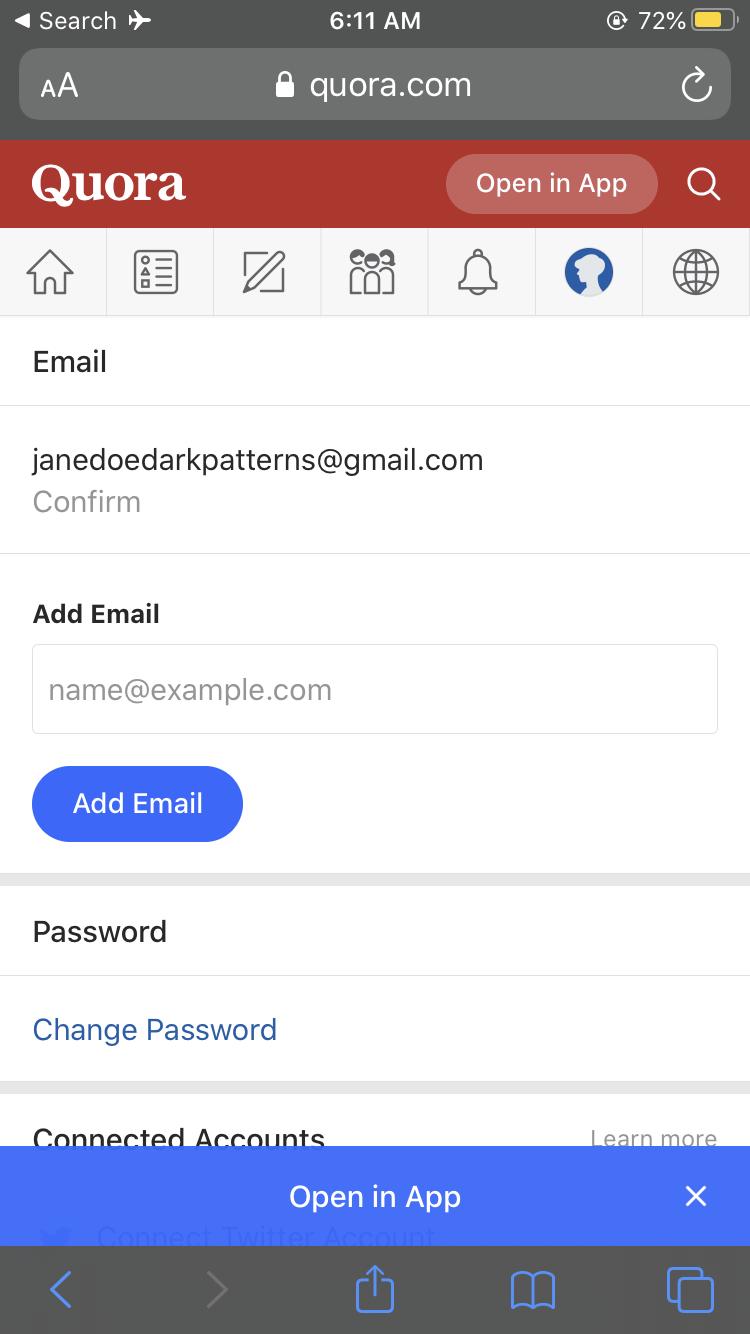 Search
6:11 AM
72%
AA
quora.com
Quora
Open in App
Email
janedoedarkpatterns@gmail.com
Confirm
Add Email
name@example.com
Add Email
Password
Change Password
Connected Accounts
Learn more
Open in App
Connect Twitter Account